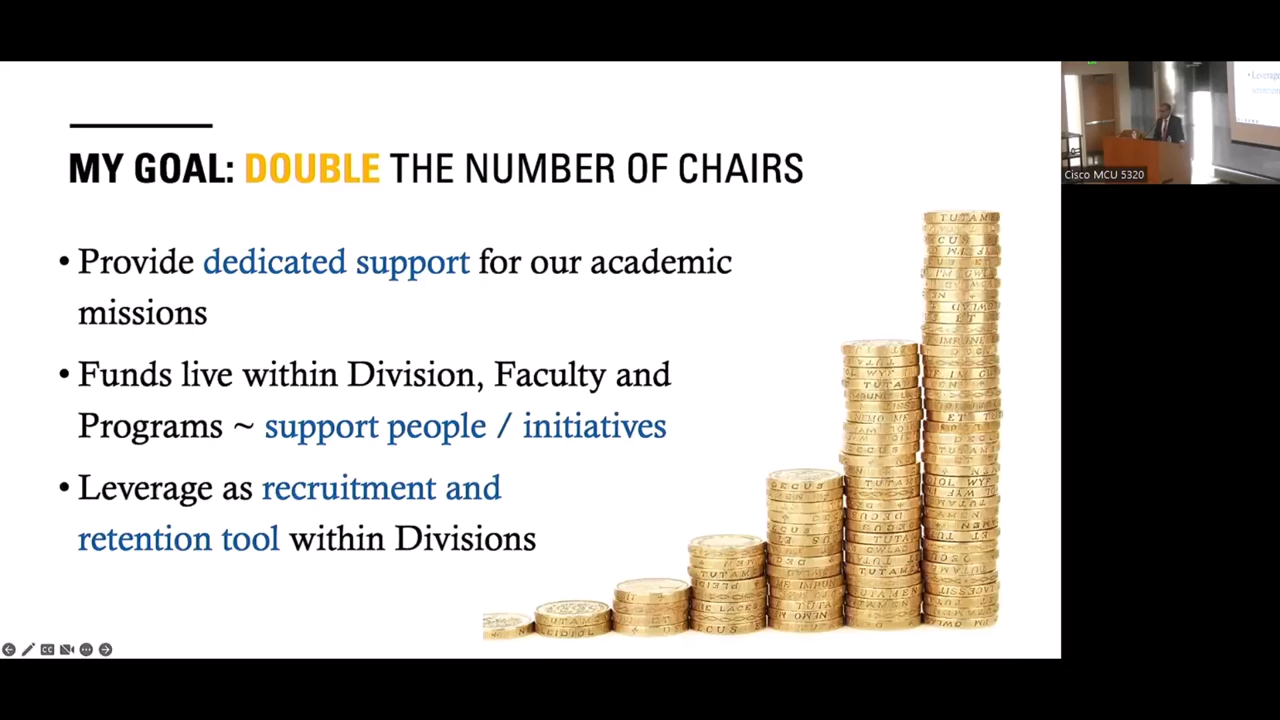 MY GOAL: DOUBLE THE NUMBER OF CHAIRS
• Provide dedicated support for our academic
missions
• Funds live within Division, Faculty and
Programs ~ support people / initiatives
• Leverage as recruitment and
retention tool within Divisions
Cisco MCU 5320